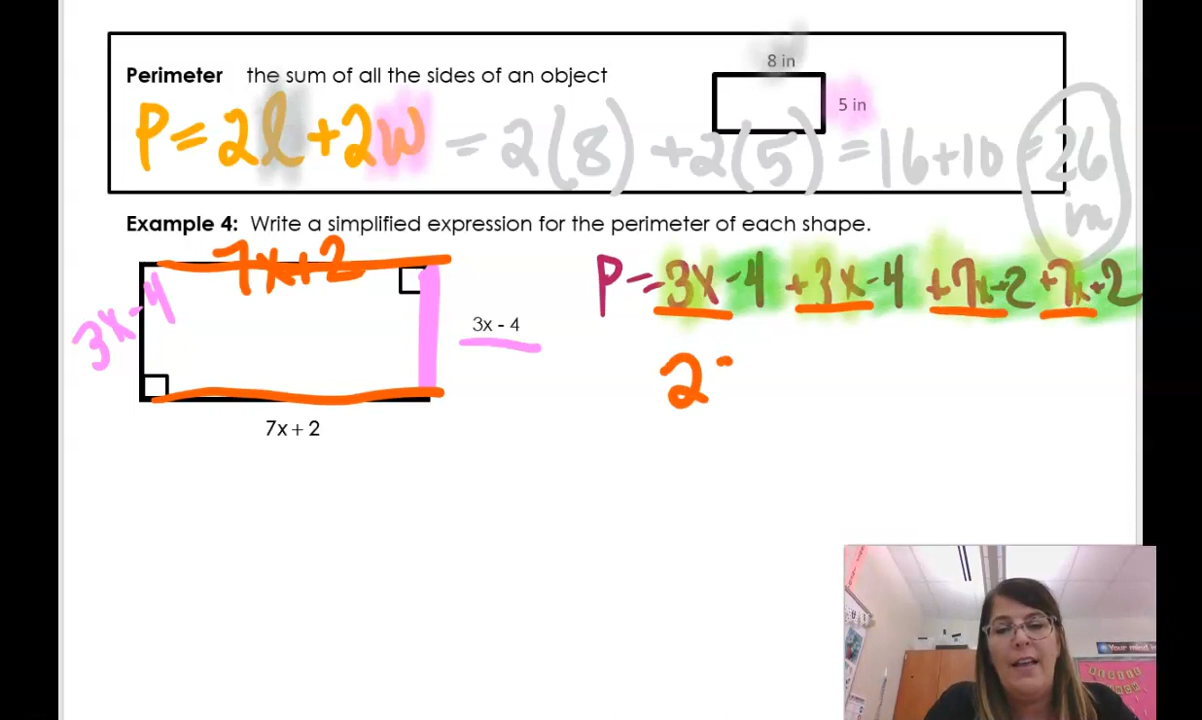 Perimeter the sum of all the sides of an object
8 in
5 in
P=2l+2w = 2(8) +2(5) =16+10 =26 in
Example 4: Write a simplified expression for the perimeter of each shape.
7x+2
3x-4
3x - 4
7x + 2
P=3x-4 +3x-4 +7x+2 +7x+2
2
Your mind